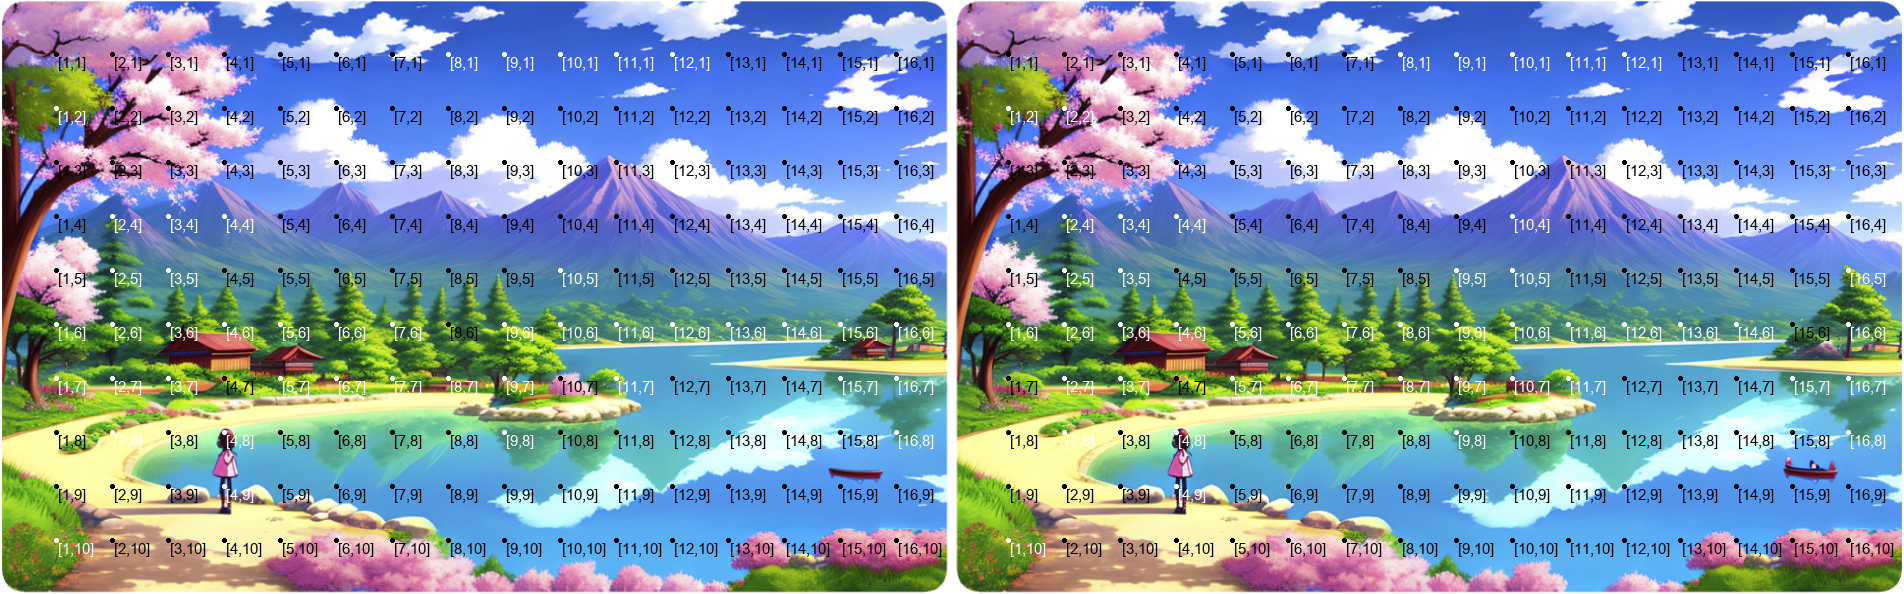 [1,1] [2,1] [3,1] [4,1] [5,1] [6,1] [7,1] [8,1] [9,1] [10,1] [11,1] [12,1] [13,1] [14,1] [15,1] [16,1]
[1,2] [2,2] [3,2] [4,2] [5,2] [6,2] [7,2] [8,2] [9,2] [10,2] [11,2] [12,2] [13,2] [14,2] [15,2] [16,2]
[1,3] [2,3] [3,3] [4,3] [5,3] [6,3] [7,3] [8,3] [9,3] [10,3] [11,3] [12,3] [13,3] [14,3] [15,3] [16,3]
[1,4] [2,4] [3,4] [4,4] [5,4] [6,4] [7,4] [8,4] [9,4] [10,4] [11,4] [12,4] [13,4] [14,4] [15,4] [16,4]
[1,5] [2,5] [3,5] [4,5] [5,5] [6,5] [7,5] [8,5] [9,5] [10,5] [11,5] [12,5] [13,5] [14,5] [15,5] [16,5]
[1,6] [2,6] [3,6] [4,6] [5,6] [6,6] [7,6] [8,6] [9,6] [10,6] [11,6] [12,6] [13,6] [14,6] [15,6] [16,6]
[1,7] [2,7] [3,7] [4,7] [5,7] [6,7] [7,7] [8,7] [9,7] [10,7] [11,7] [12,7] [13,7] [14,7] [15,7] [16,7]
[1,8] [2,8] [3,8] [4,8] [5,8] [6,8] [7,8] [8,8] [9,8] [10,8] [11,8] [12,8] [13,8] [14,8] [15,8] [16,8]
[1,9] [2,9] [3,9] [4,9] [5,9] [6,9] [7,9] [8,9] [9,9] [10,9] [11,9] [12,9] [13,9] [14,9] [15,9] [16,9]
[1,10] [2,10] [3,10] [4,10] [5,10] [6,10] [7,10] [8,10] [9,10] [10,10] [11,10] [12,10] [13,10] [14,10] [15,10] [16,10]
[1,1] [2,1] [3,1] [4,1] [5,1] [6,1] [7,1] [8,1] [9,1] [10,1] [11,1] [12,1] [13,1] [14,1] [15,1] [16,1]
[1,2] [2,2] [3,2] [4,2] [5,2] [6,2] [7,2] [8,2] [9,2] [10,2] [11,2] [12,2] [13,2] [14,2] [15,2] [16,2]
[1,3] [2,3] [3,3] [4,3] [5,3] [6,3] [7,3] [8,3] [9,3] [10,3] [11,3] [12,3] [13,3] [14,3] [15,3] [16,3]
[1,4] [2,4] [3,4] [4,4] [5,4] [6,4] [7,4] [8,4] [9,4] [10,4] [11,4] [12,4] [13,4] [14,4] [15,4] [16,4]
[1,5] [2,5] [3,5] [4,5] [5,5] [6,5] [7,5] [8,5] [9,5] [10,5] [11,5] [12,5] [13,5] [14,5] [15,5] [16,5]
[1,6] [2,6] [3,6] [4,6] [5,6] [6,6] [7,6] [8,6] [9,6] [10,6] [11,6] [12,6] [13,6] [14,6] [15,6] [16,6]
[1,7] [2,7] [3,7] [4,7] [5,7] [6,7] [7,7] [8,7] [9,7] [10,7] [11,7] [12,7] [13,7] [14,7] [15,7] [16,7]
[1,8] [2,8] [3,8] [4,8] [5,8] [6,8] [7,8] [8,8] [9,8] [10,8] [11,8] [12,8] [13,8] [14,8] [15,8] [16,8]
[1,9] [2,9] [3,9] [4,9] [5,9] [6,9] [7,9] [8,9] [9,9] [10,9] [11,9] [12,9] [13,9] [14,9] [15,9] [16,9]
[1,10] [2,10] [3,10] [4,10] [5,10] [6,10] [7,10] [8,10] [9,10] [10,10] [11,10] [12,10] [13,10] [14,10] [15,10] [16,10]